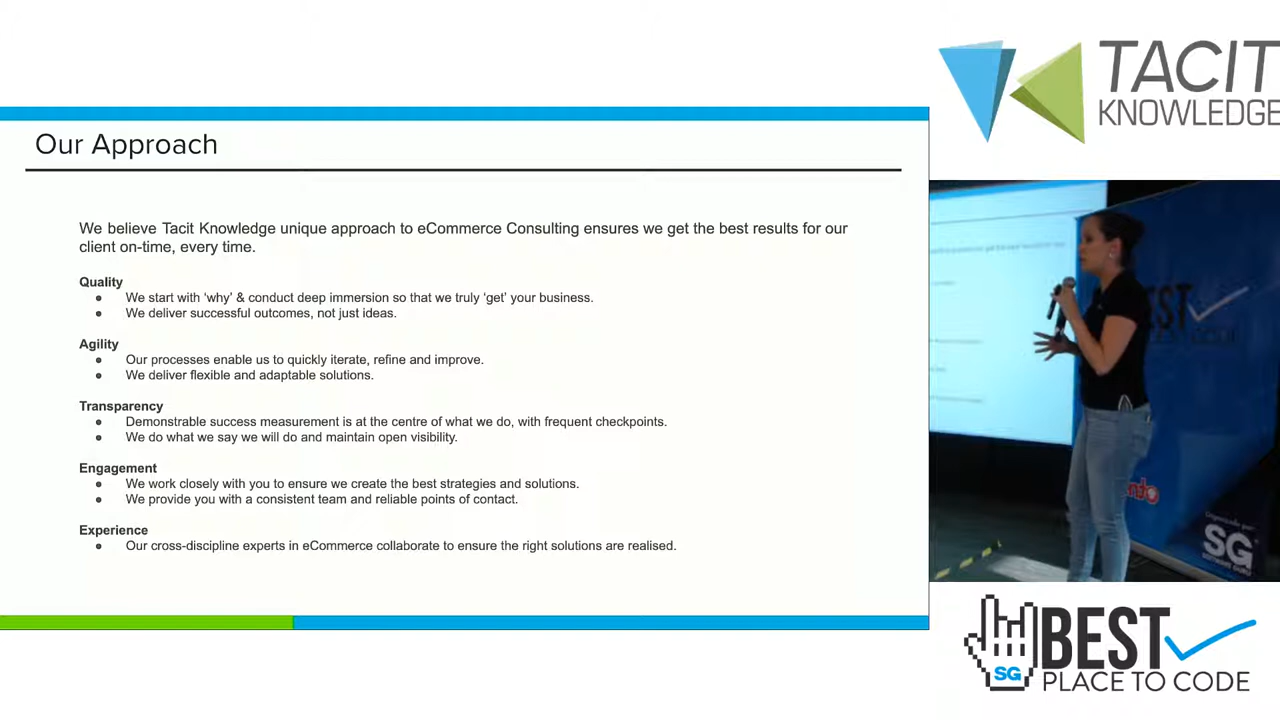 TACIT
KNOWLEDGE
Our Approach
We believe Tacit Knowledge unique approach to eCommerce Consulting ensures we get the best results for our
client on-time, every time.
Quality
● We start with ‘why’ & conduct deep immersion so that we truly ‘get’ your business.
● We deliver successful outcomes, not just ideas.
Agility
● Our processes enable us to quickly iterate, refine and improve.
● We deliver flexible and adaptable solutions.
Transparency
● Demonstrable success measurement is at the centre of what we do, with frequent checkpoints.
● We do what we say we will do and maintain open visibility.
Engagement
● We work closely with you to ensure we create the best strategies and solutions.
● We provide you with a consistent team and reliable points of contact.
Experience
● Our cross-discipline experts in eCommerce collaborate to ensure the right solutions are realised.
BEST
Organizado por
SG
SOFTWARE GURU
SG
BEST
PLACE TO CODE